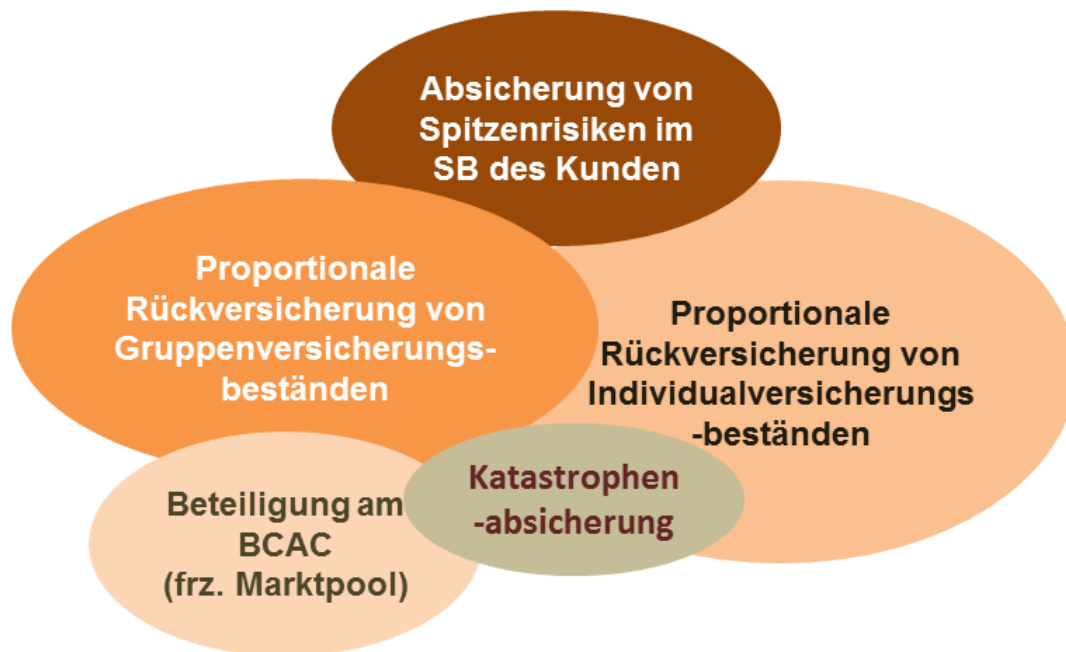 Absicherung von
Spitzenrisiken im
SB des Kunden
Proportionale
Rückversicherung von
Gruppenversicherungs-
beständen
Proportionale
Rückversicherung von
Individualversicherungs
-beständen
Katastrophen
-absicherung
Beteiligung am
BCAC
(frz. Marktpool)